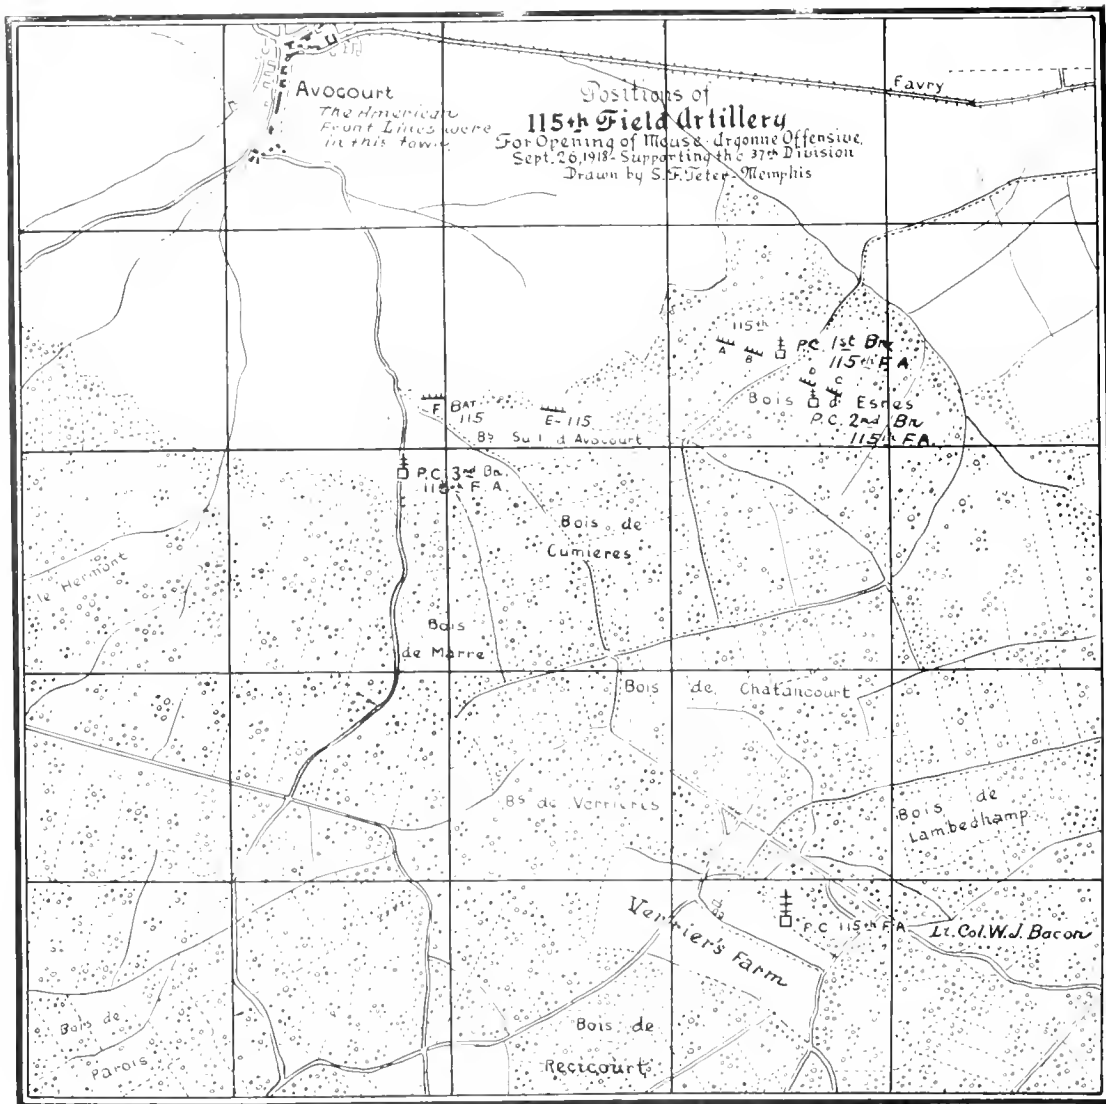 Avocourt
The American
Front Lines were
in this town.
Positions of
115th Field Artillery
For Opening of Meuse-Argonne Offensive,
Sept. 26, 1918 - Supporting the 37th Division
Drawn by S.F. Teter - Memphis
Favry
115th
A
B
P.C. 1st Bn
115th F A
D
C
Bois d' Esnes
P.C. 2nd Bn
115th F.A.
F BAT
115
E-115
Bs d Avocourt
P.C. 3rd Bn
115th F A
le Hermont
Bois de
Cumieres
Bois
de Marre
Bois de Chatancourt
Bs de Verrieres
Bois de
Lambechamp
Verrier's Farm
P.C 115th F A
Lt. Col. W. J. Bacon
Bois de
Parois
Bois de
Recicourt